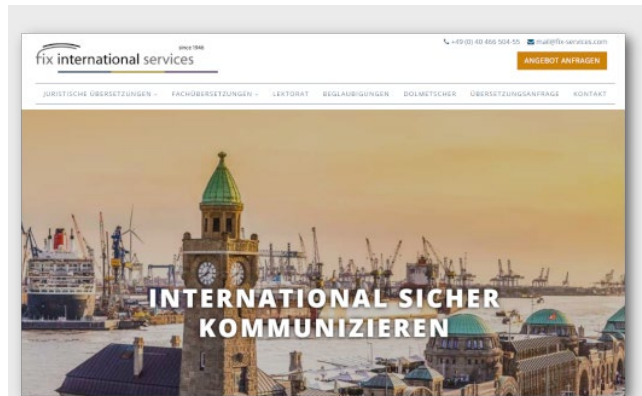 since 1946
+49 (0) 40 466 504-55 mail@fix-services.com
fix international services
ANGEBOT ANFRAGEN
JURISTISCHE ÜBERSETZUNGEN FACHÜBERSETZUNGEN LEKTORAT BEGLAUBIGUNGEN DOLMETSCHER ÜBERSETZUNGSANFRAGE KONTAKT
INTERNATIONAL SICHER
KOMMUNIZIEREN